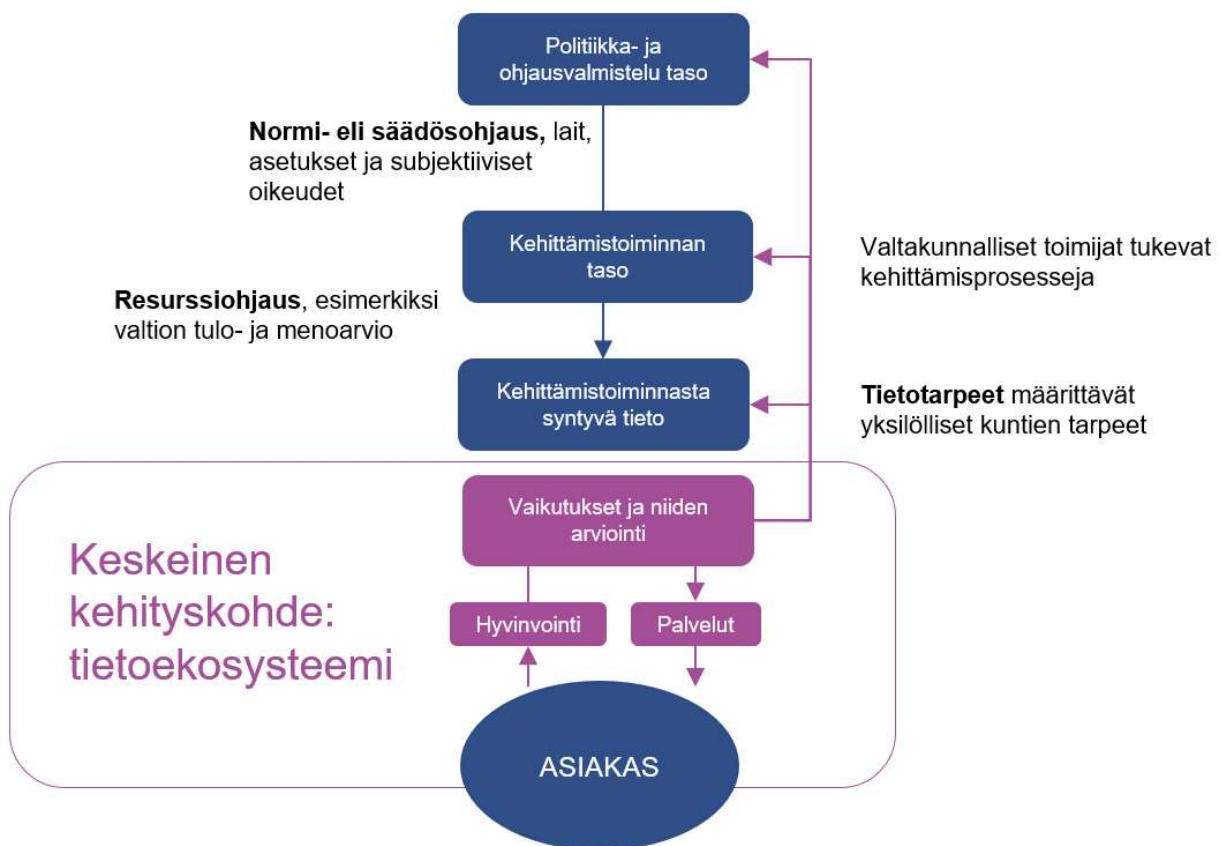 Politiikka- ja
ohjausvalmistelu taso
Normi- eli säädösohjaus, lait,
asetukset ja subjektiiviset
oikeudet
Kehittämistoiminnan
taso
Valtakunnalliset toimijat tukevat
kehittämisprosesseja
Resurssiohjaus, esimerkiksi
valtion tulo- ja menoarvio
Kehittämistoiminnasta
syntyvä tieto
Tietotarpeet määrittävät
yksilölliset kuntien tarpeet
Vaikutukset ja niiden
arviointi
Keskeinen
kehityskohde:
tietoekosysteemi
Hyvinvointi
Palvelut
ASIAKAS